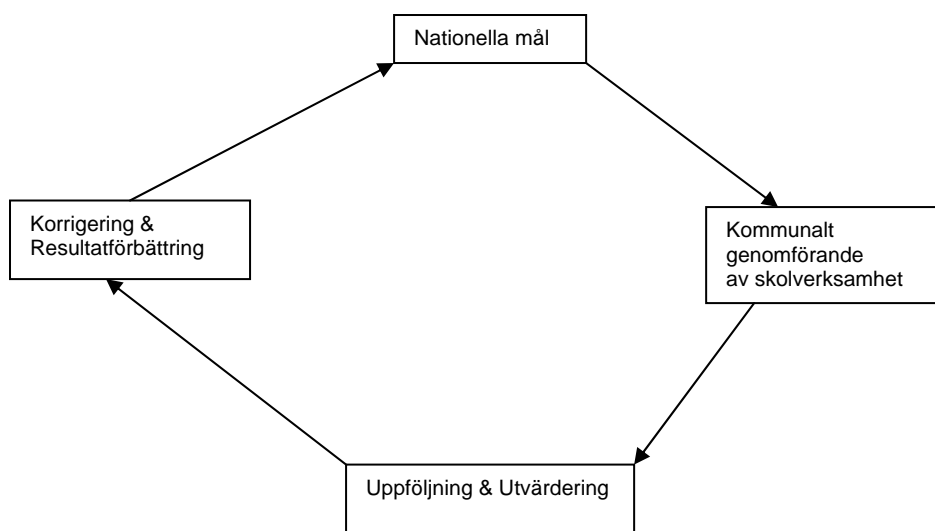 Nationella mål
Korrigering &
Resultatförbättring
Kommunalt
genomförande
av skolverksamhet
Uppföljning & Utvärdering